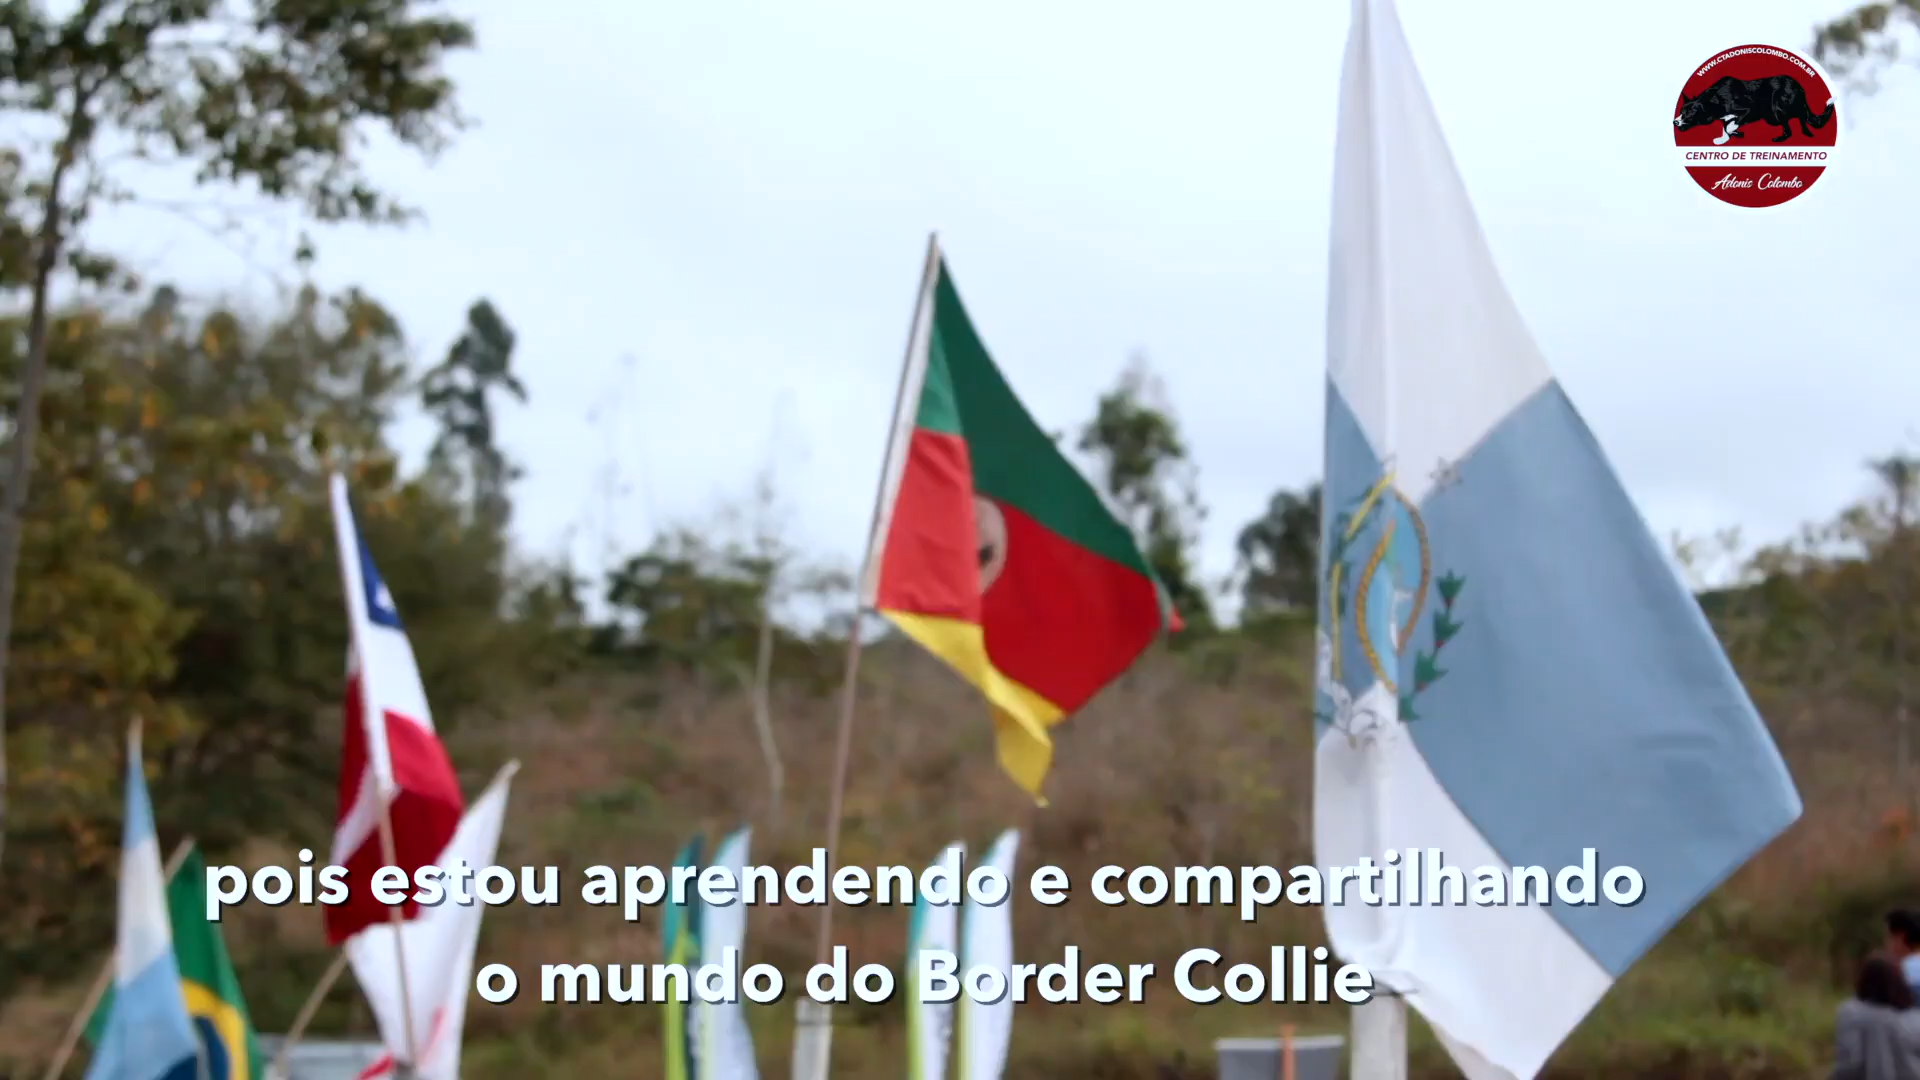 WWW.CTADONISCOLOMBO.COM.BR
CENTRO DE TREINAMENTO
Adonis Colombo
pois estou aprendendo e compartilhando
o mundo do Border Collie